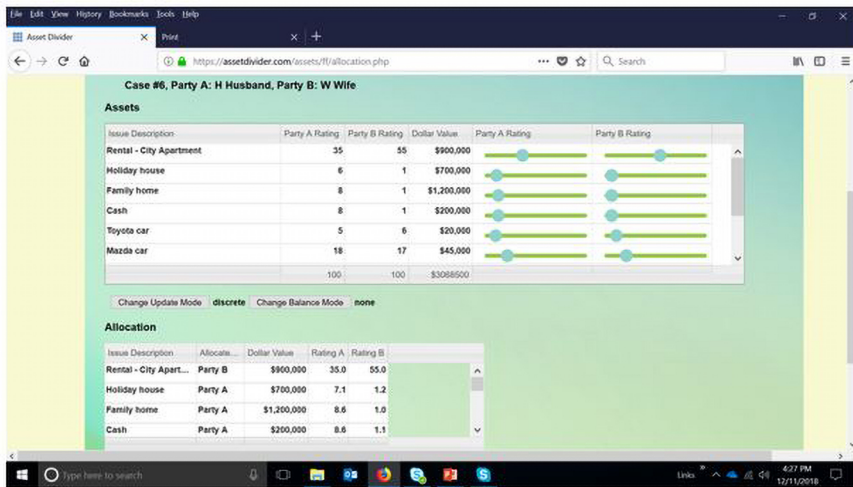 File Edit View History Bookmarks Tools Help
Asset Divider × Print × +
https://assetdivider.com/assets/ff/allocation.php Search
Case #6, Party A: H Husband, Party B: W Wife
Assets
Issue Description Party A Rating Party B Rating Dollar Value Party A Rating Party B Rating
Rental - City Apartment 35 55 $900,000
Holiday house 6 1 $700,000
Family home 8 1 $1,200,000
Cash 8 1 $200,000
Toyota car 5 6 $20,000
Mazda car 18 17 $45,000
100 100 $3068500
Change Update Mode discrete Change Balance Mode none
Allocation
Issue Description Allocate... Dollar Value Rating A Rating B
Rental - City Apart... Party B $900,000 35.0 55.0
Holiday house Party A $700,000 7.1 1.2
Family home Party A $1,200,000 8.6 1.0
Cash Party A $200,000 8.6 1.1
Type here to search Links 4:27 PM
12/11/2018